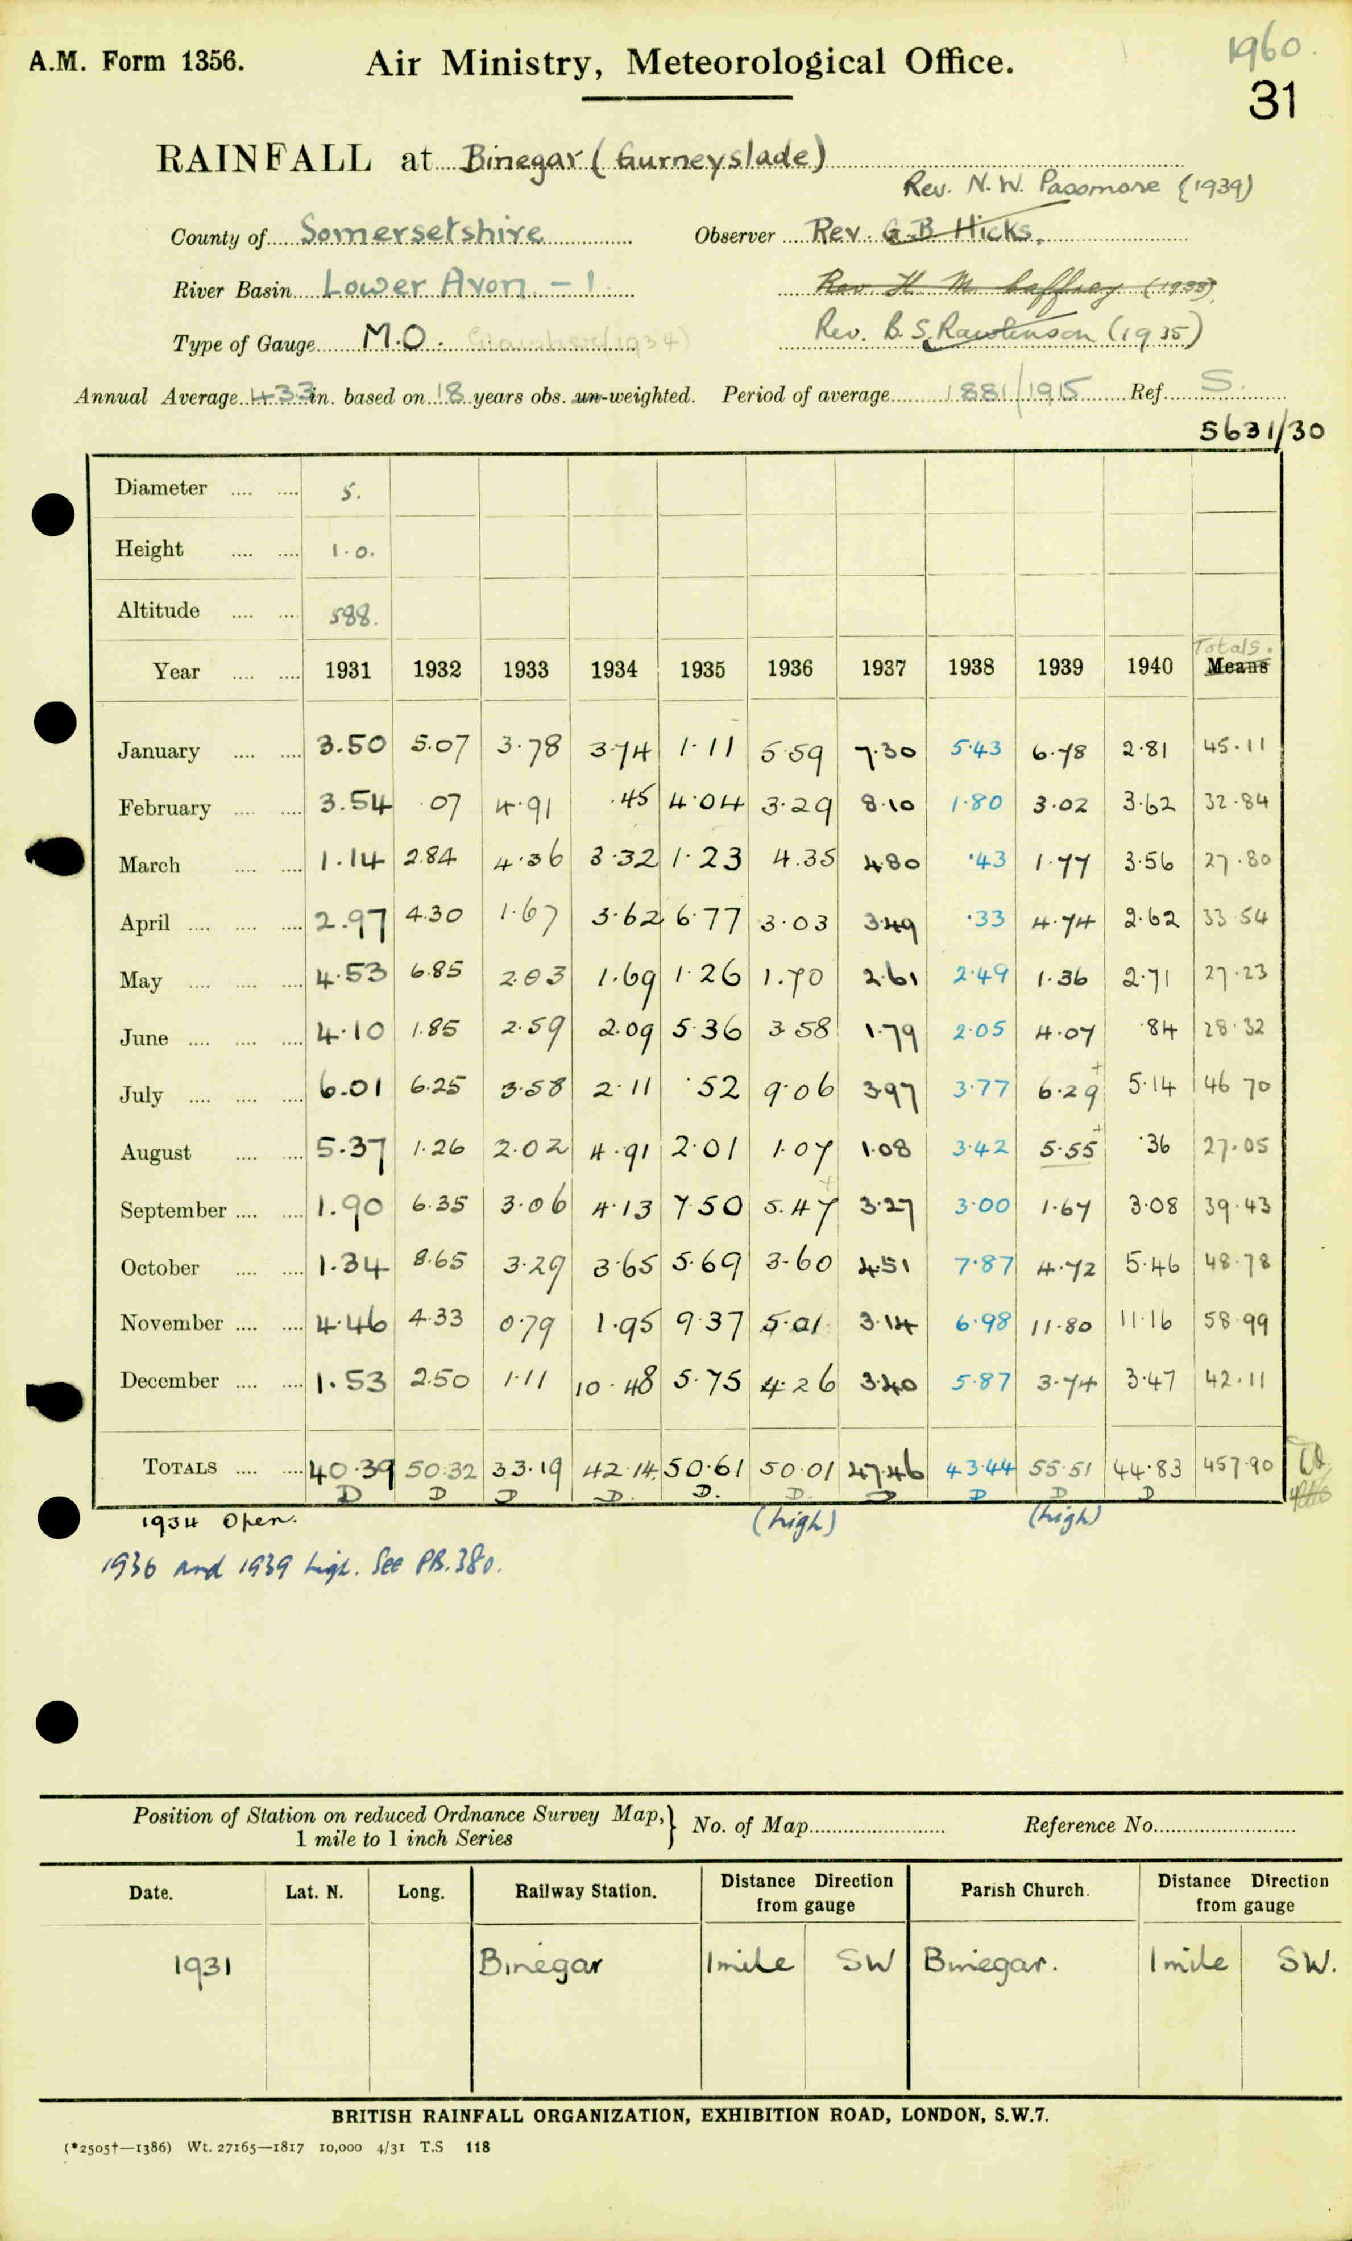 A.M. Form 1356. Air Ministry, Meteorological Office. 1960.
31
RAINFALL at Binegar (Gurneyslade)
Rev. N. W. Passmore (1939)
County of Somersetshire Observer Rev. G. B. Hicks.
River Basin Lower Avon - 1 Rev H. M. (1933)
Type of Gauge M.O. (1934) Rev. B. S. Rawlinson (1935)
Annual Average 43.3 in. based on 18 years obs. un-weighted. Period of average 1881/1915 Ref. S.
5631/30
Diameter 5.
Height 1.0.
Altitude 588.
Totals.
Year 1931 1932 1933 1934 1935 1936 1937 1938 1939 1940 Means
January 3.50 5.07 3.78 3.74 1.11 5.59 7.30 5.43 6.78 2.81 45.11
February 3.54 .07 4.91 .45 4.04 3.29 8.10 1.80 3.02 3.62 32.84
March 1.14 2.84 4.36 3.32 1.23 4.35 4.80 .43 1.77 3.56 27.80
April 2.97 4.30 1.67 3.62 6.77 3.03 3.49 .33 4.74 2.62 33.54
May 4.53 6.85 2.03 1.69 1.26 1.70 2.61 2.49 1.36 2.71 27.23
June 4.10 1.85 2.59 2.09 5.36 3.58 1.79 2.05 4.07 .84 28.32
July 6.01 6.25 3.58 2.11 .52 9.06 3.97 3.77 6.29+ 5.14 46.70
August 5.37 1.26 2.02 4.91 2.01 1.07 1.08 3.42 5.55+ .36 27.05
September 1.90 6.35 3.06 4.13 7.50 5.47+ 3.27 3.00 1.67 3.08 39.43
October 1.34 8.65 3.29 3.65 5.69 3.60 4.51 7.87 4.72 5.46 48.78
November 4.46 4.33 0.79 1.95 9.37 5.01 3.14 6.98 11.80 11.16 58.99
December 1.53 2.50 1.11 10.48 5.75 4.26 3.40 5.87 3.74 3.47 42.11
TOTALS 40.39 50.32 33.19 42.14 50.61 50.01 47.46 43.44 55.51 44.83 457.90
D D D D. D. D. D D D D
1934 Open. (high) (high)
1936 and 1939 high. See PB.380.
Position of Station on reduced Ordnance Survey Map, No. of Map Reference No.
1 mile to 1 inch Series
Date. Lat. N. Long. Railway Station. Distance Direction from gauge Parish Church. Distance Direction from gauge
1931 Binegar 1 mile SW Binegar. 1 mile SW.
BRITISH RAINFALL ORGANIZATION, EXHIBITION ROAD, LONDON, S.W.7.
(*2505†—1386) Wt. 27165—1817 10,000 4/31 T.S 118